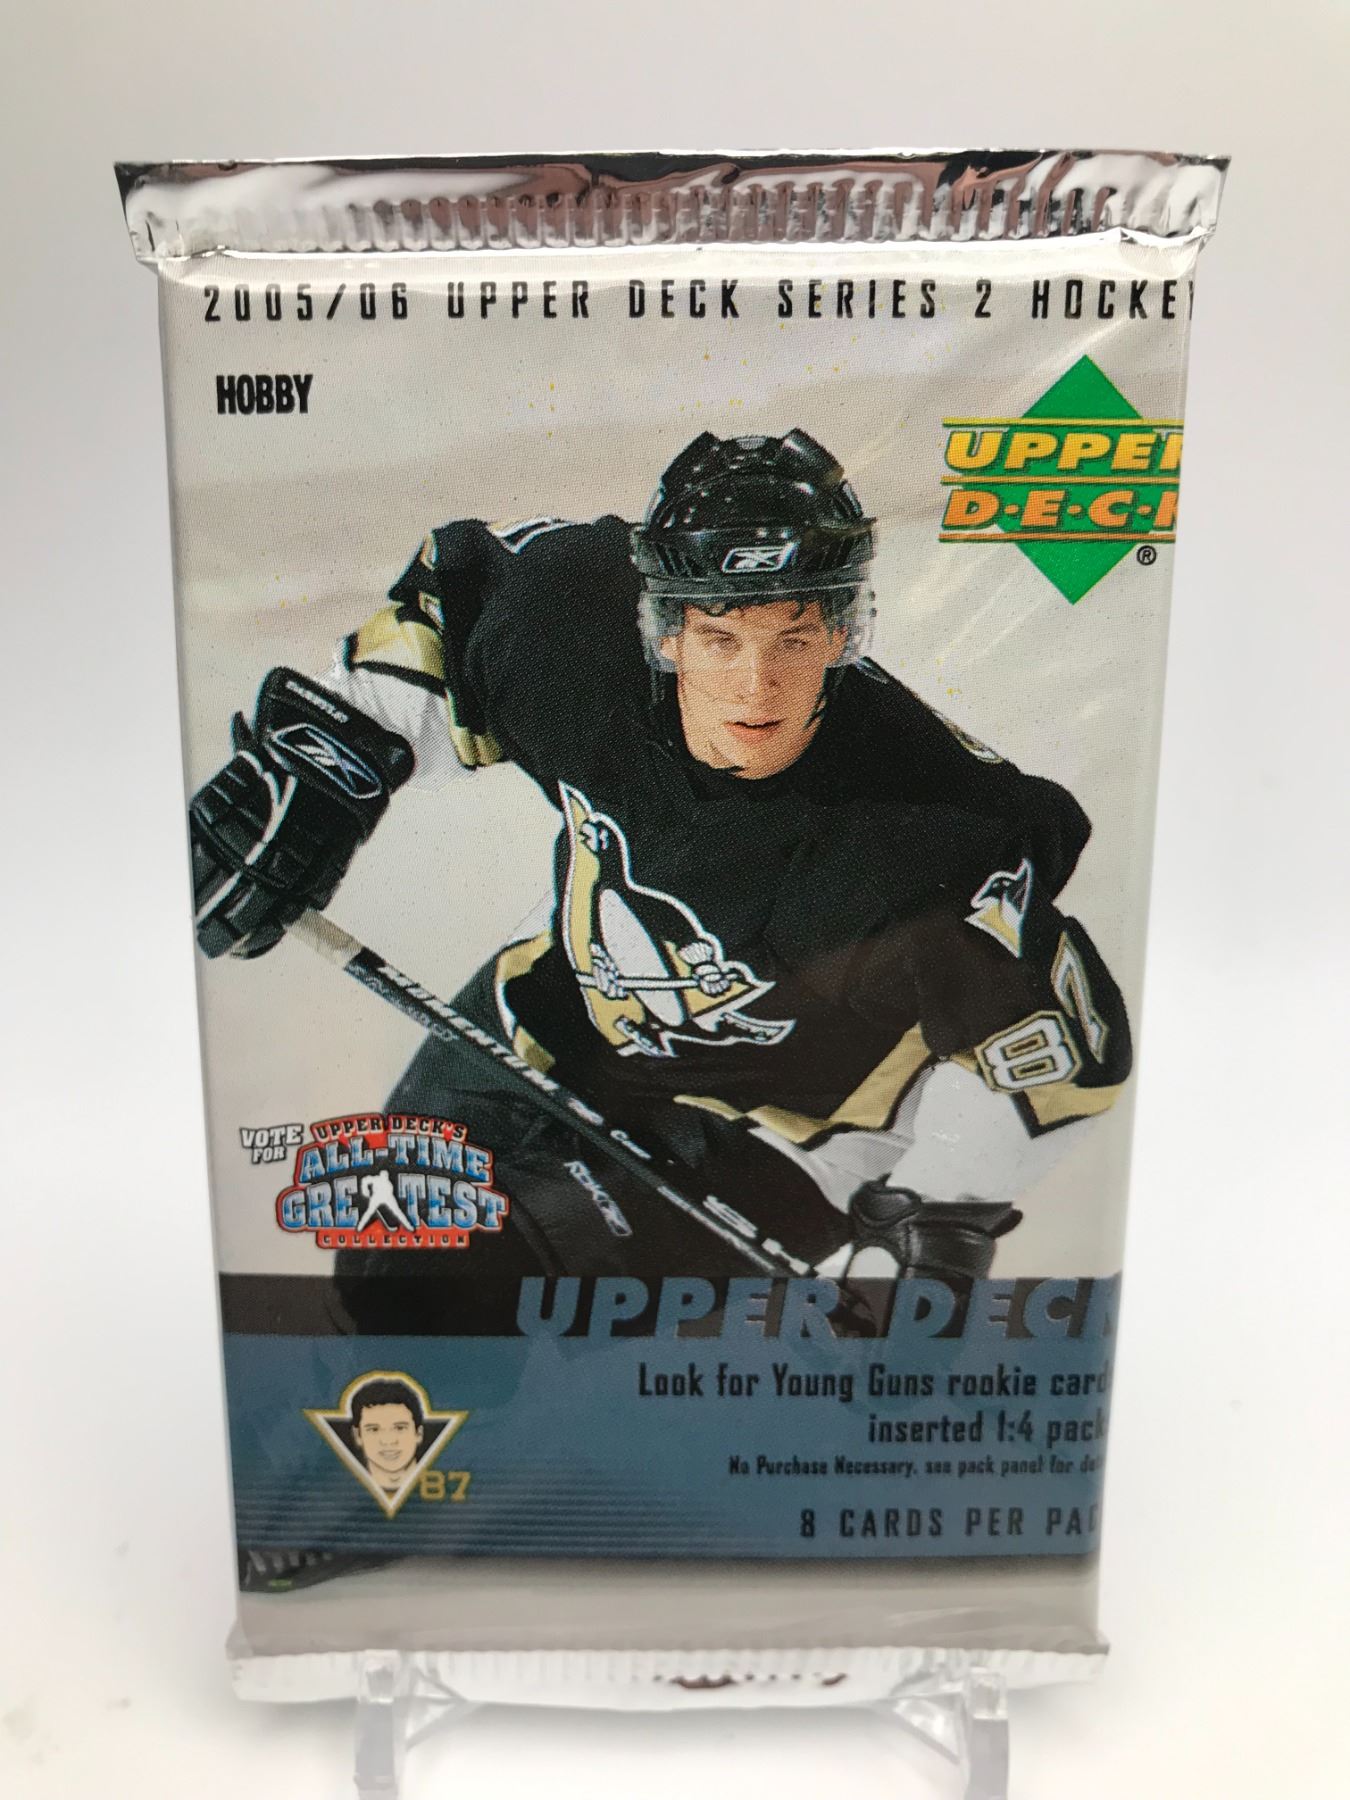 2005/06 UPPER DECK SERIES 2 HOCKEY
HOBBY
UPPER
D·E·C·K
®
8
MOMENTUM
VOTE
FOR
UPPER DECK'S
ALL-TIME
GREATEST
COLLECTION
UPPER DECK
Look for Young Guns rookie card
inserted 1:4 pack
No Purchase Necessary, see pack panel for det
87
8 CARDS PER PAC